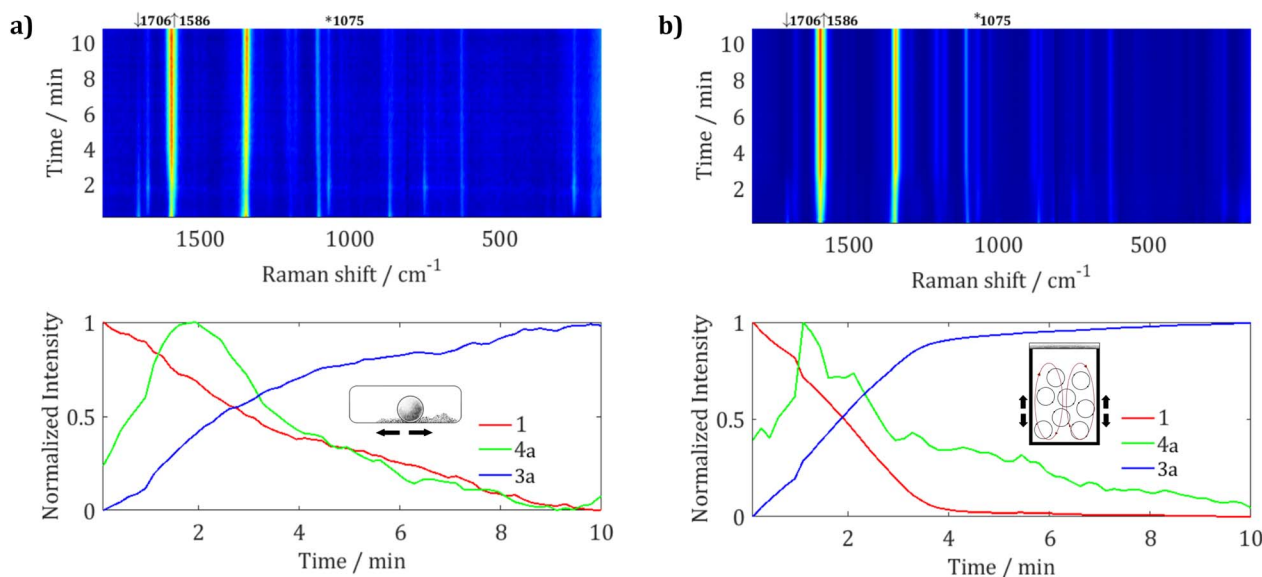 a)
↓1706↑1586 *1075
10
8
6
4
2
Time / min
1500 1000 500
Raman shift / cm⁻¹
1
0.5
0
Normalized Intensity
1
4a
3a
2 4 6 8 10
Time / min
b)
↓1706↑1586 *1075
10
8
6
4
2
Time / min
1500 1000 500
Raman shift / cm⁻¹
1
0.5
0
Normalized Intensity
1
4a
3a
2 4 6 8 10
Time / min